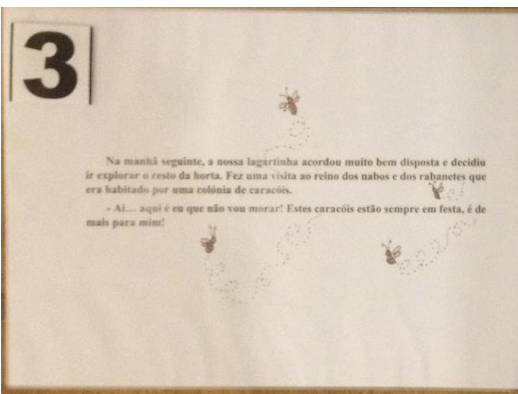 3
Na manhã seguinte, a nossa lagartinha acordou muito bem disposta e decidiu
ir explorar o resto da horta. Fez uma visita ao reino dos nabos e dos rabanetes que
era habitado por uma colónia de caracóis.
- Ai... aqui é eu que não vou morar! Estes caracóis estão sempre em festa, é de
mais para mim!